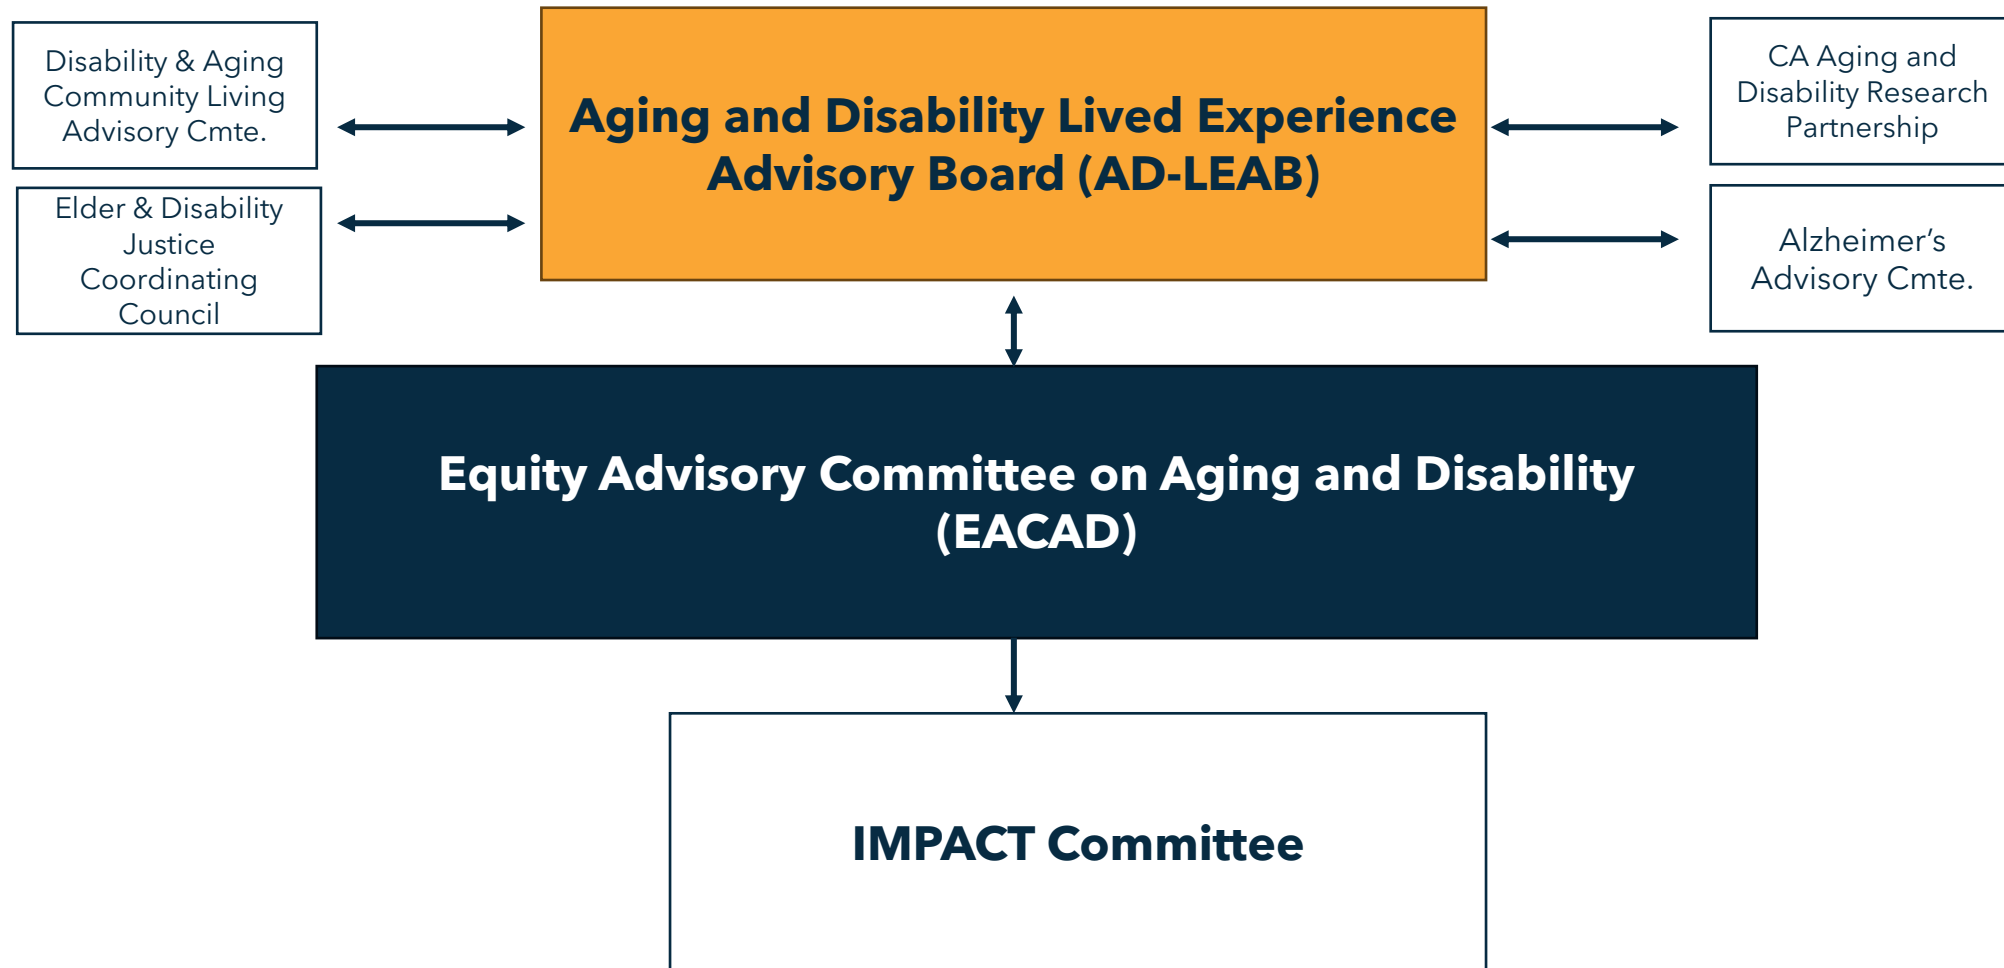 Disability & Aging
Community Living
Advisory Cmte.
Elder & Disability
Justice
Coordinating
Council
Aging and Disability Lived Experience
Advisory Board (AD-LEAB)
CA Aging and
Disability Research
Partnership
Alzheimer’s
Advisory Cmte.
Equity Advisory Committee on Aging and Disability
(EACAD)
IMPACT Committee